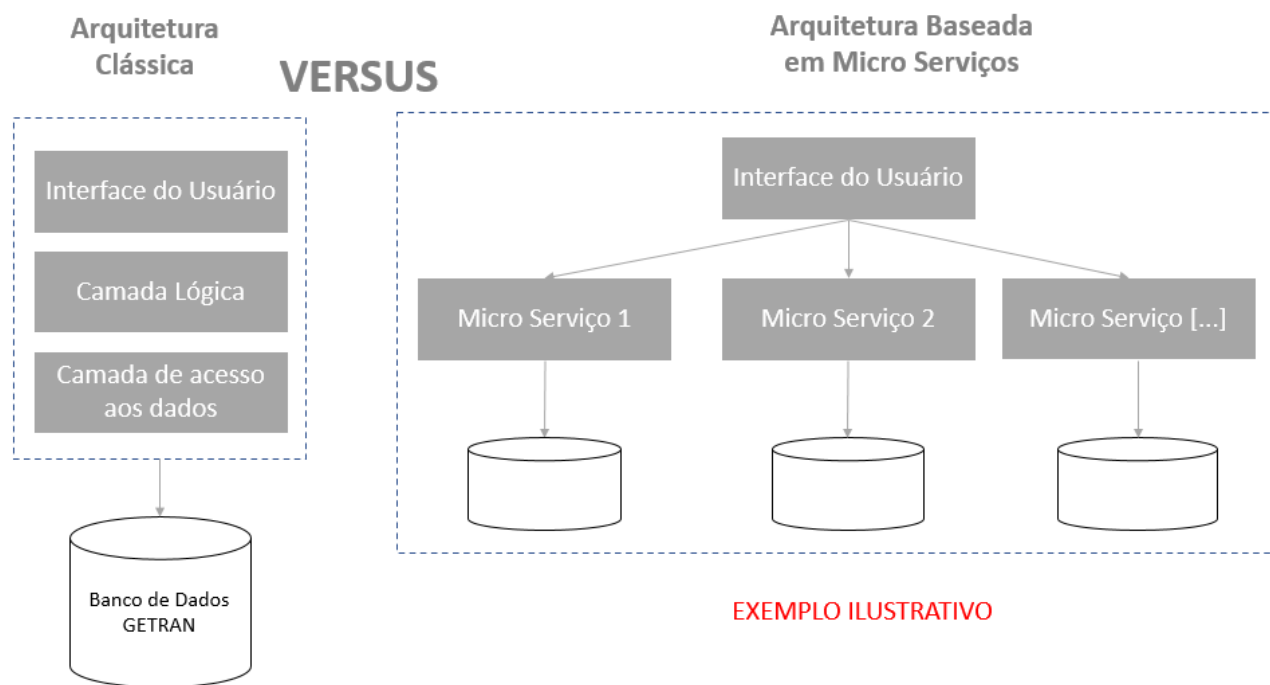 Arquitetura
Clássica
VERSUS
Arquitetura Baseada
em Micro Serviços
Interface do Usuário
Camada Lógica
Camada de acesso
aos dados
Banco de Dados
GETRAN
Interface do Usuário
Micro Serviço 1
Micro Serviço 2
Micro Serviço [...]
EXEMPLO ILUSTRATIVO